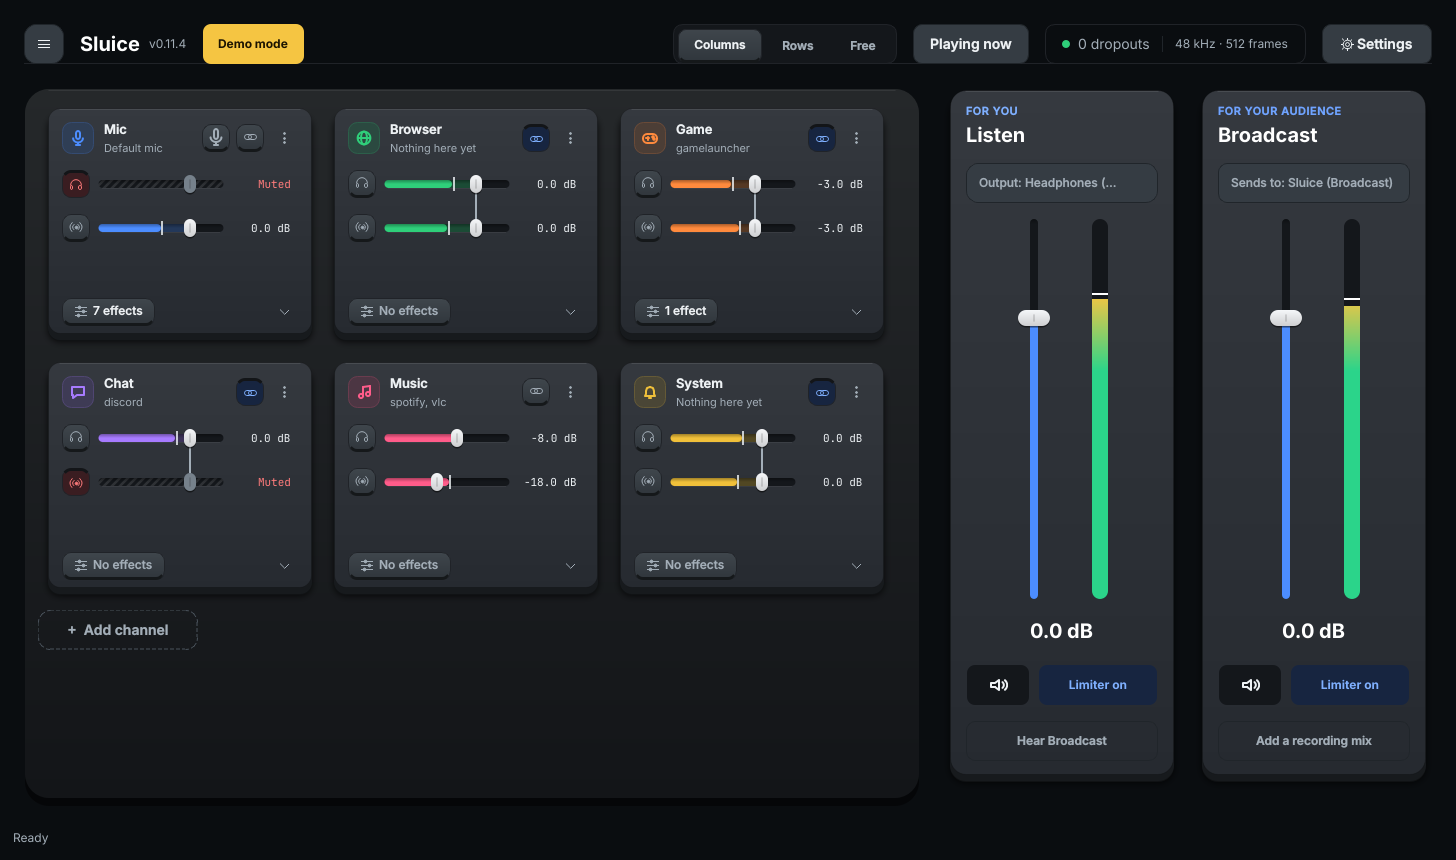 Sluice v0.11.4 Demo mode Columns Rows Free Playing now 0 dropouts 48 kHz · 512 frames Settings
Mic
Default mic
Muted
0.0 dB
7 effects
Browser
Nothing here yet
0.0 dB
0.0 dB
No effects
Game
gamelauncher
-3.0 dB
-3.0 dB
1 effect
Chat
discord
0.0 dB
Muted
No effects
Music
spotify, vlc
-8.0 dB
-18.0 dB
No effects
System
Nothing here yet
0.0 dB
0.0 dB
No effects
+ Add channel
FOR YOU
Listen
Output: Headphones (...
0.0 dB
Limiter on
Hear Broadcast
FOR YOUR AUDIENCE
Broadcast
Sends to: Sluice (Broadcast)
0.0 dB
Limiter on
Add a recording mix
Ready